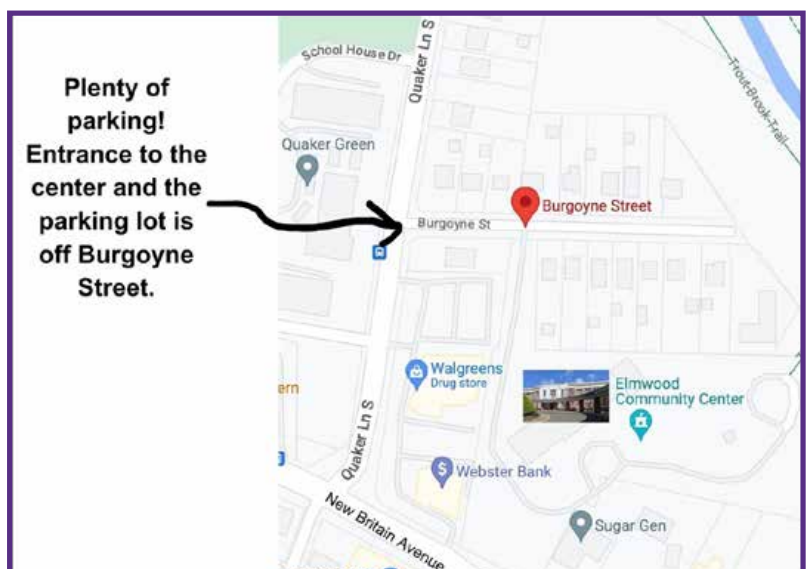 Plenty of
parking!
Entrance to the
center and the
parking lot is
off Burgoyne
Street.
School House Dr
Quaker Ln S
Trout Brook Trail
Quaker Green
Burgoyne St
Burgoyne Street
Walgreens
Drug store
ern
Elmwood
Community Center
Quaker Ln S
Webster Bank
New Britain Avenue
Sugar Gen